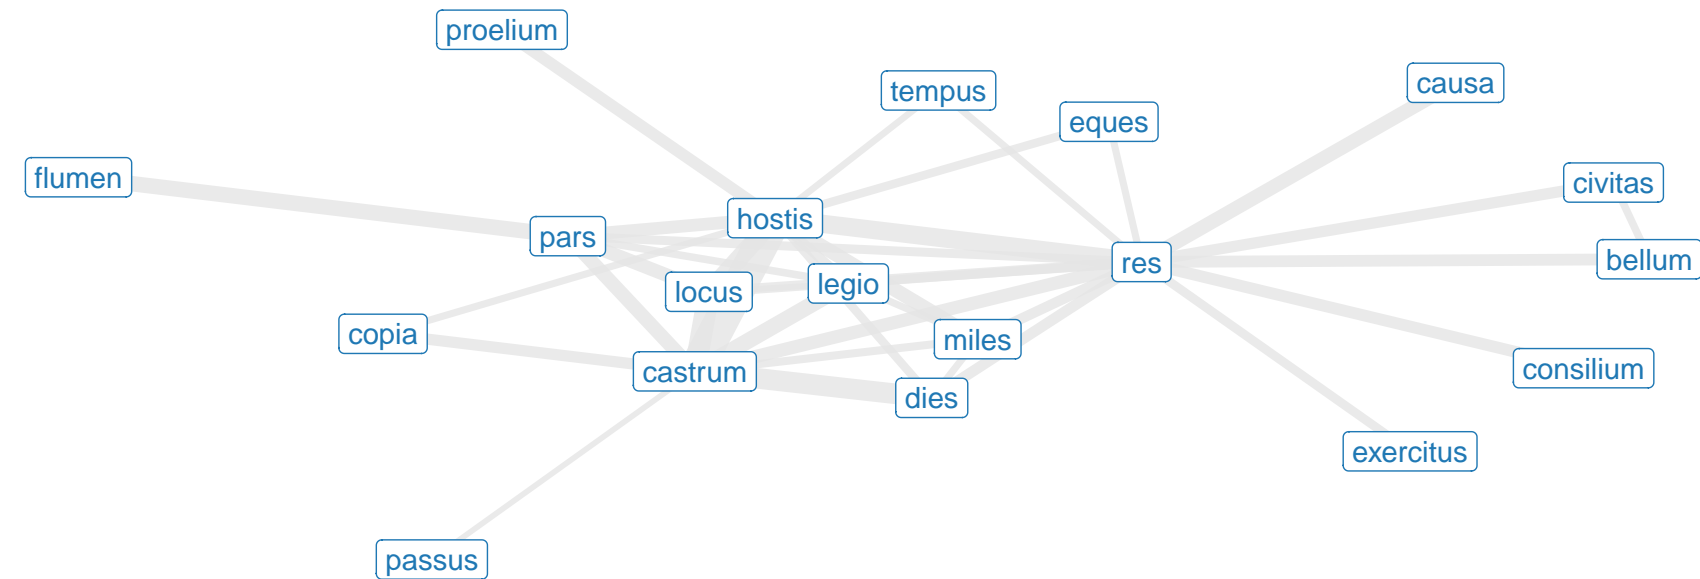 proelium
tempus
causa
eques
flumen
civitas
hostis
pars
res
bellum
locus
legio
copia
miles
castrum
consilium
dies
exercitus
passus